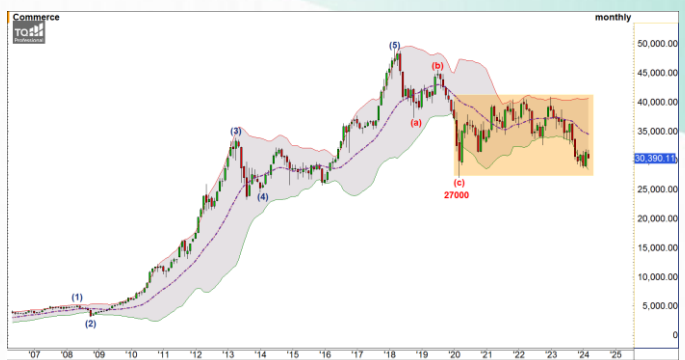 Commerce
monthly
TQ
Professional
50,000.00
45,000.00
40,000.00
35,000.00
30,390.11
25,000.00
20,000.00
15,000.00
10,000.00
5,000.00
0
(1)
(2)
(3)
(4)
(5)
(a)
(b)
(c)
27000
'07 '08 '09 '10 '11 '12 '13 '14 '15 '16 '17 '18 '19 '20 '21 '22 '23 '24 '25